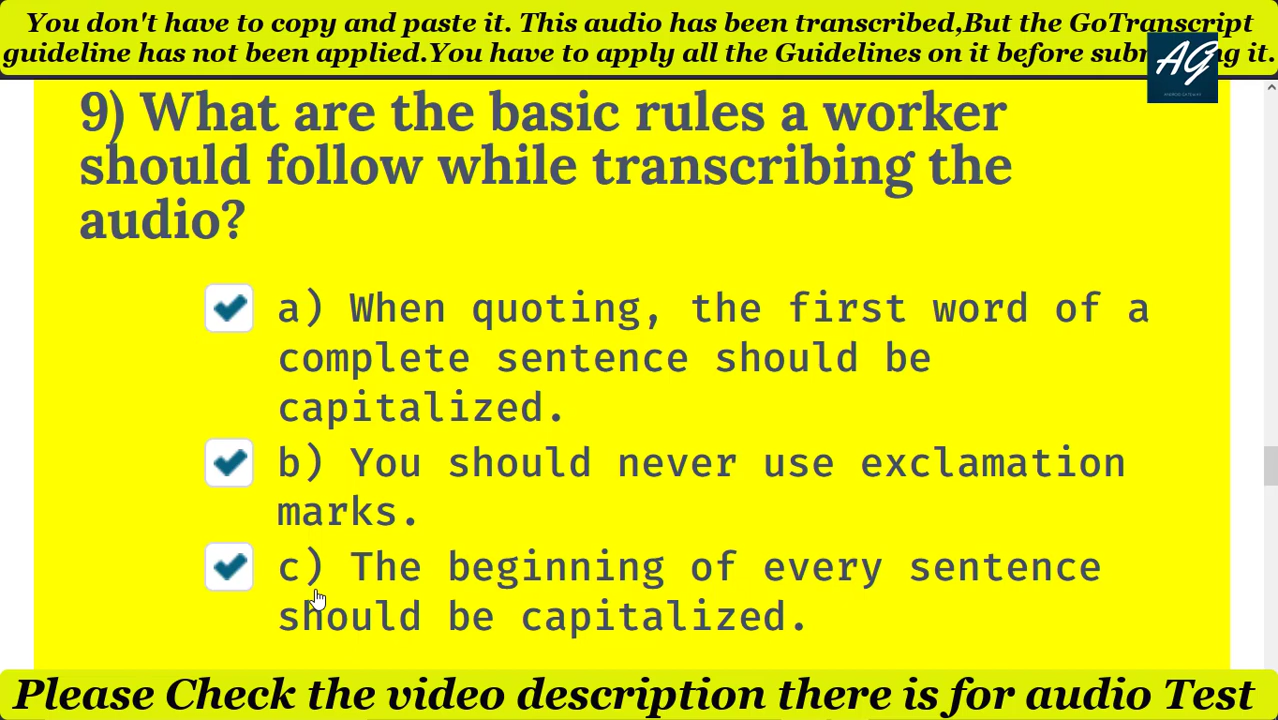 You don't have to copy and paste it. This audio has been transcribed,But the GoTranscript
guideline has not been applied.You have to apply all the Guidelines on it before it.
AG
9) What are the basic rules a worker
should follow while transcribing the
audio?
a) When quoting, the first word of a
complete sentence should be
capitalized.
b) You should never use exclamation
marks.
c) The beginning of every sentence
should be capitalized.
Please Check the video description there is for audio Test